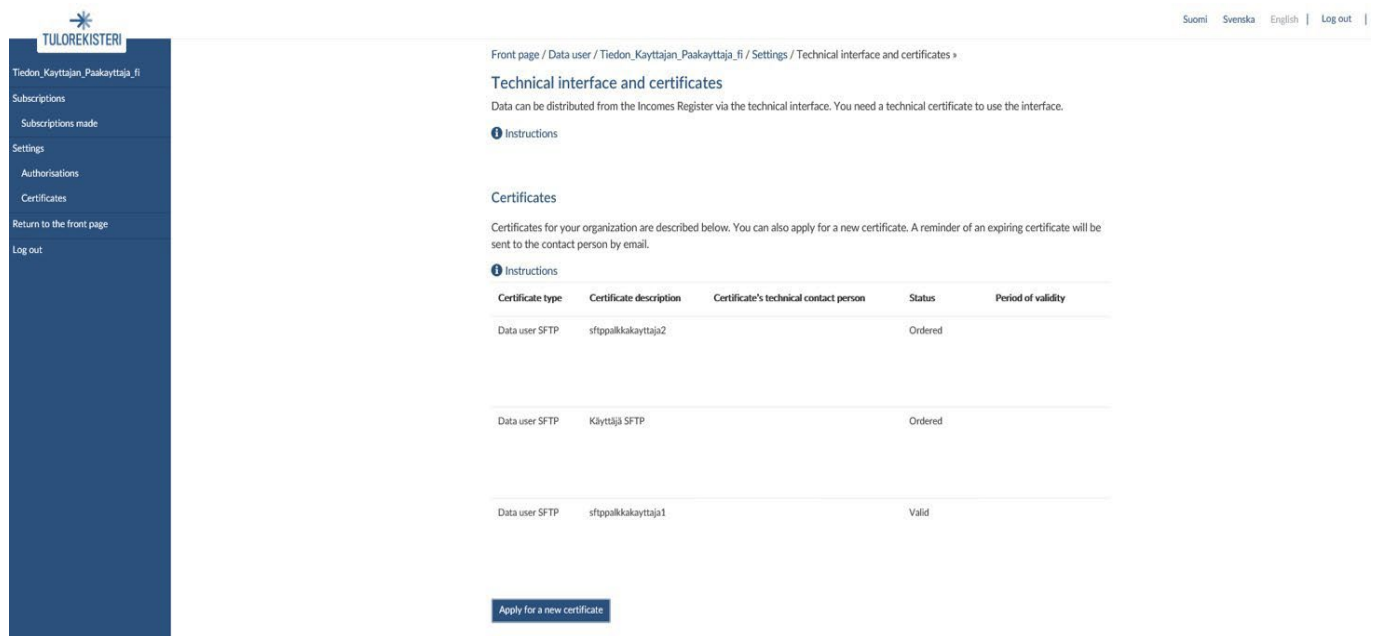 Suomi Svenska English | Log out |
TULOREKISTERI
Tiedon_Kayttajan_Paakayttaja_fi
Subscriptions
Subscriptions made
Settings
Authorisations
Certificates
Return to the front page
Log out
Front page / Data user / Tiedon_Kayttajan_Paakayttaja_fi / Settings / Technical interface and certificates »
Technical interface and certificates
Data can be distributed from the Incomes Register via the technical interface. You need a technical certificate to use the interface.
Instructions
Certificates
Certificates for your organization are described below. You can also apply for a new certificate. A reminder of an expiring certificate will be
sent to the contact person by email.
Instructions
Certificate type Certificate description Certificate's technical contact person Status Period of validity
Data user SFTP sftppalkkakayttaja2 Ordered
Data user SFTP Käyttäjä SFTP Ordered
Data user SFTP sftppalkkakayttaja1 Valid
Apply for a new certificate